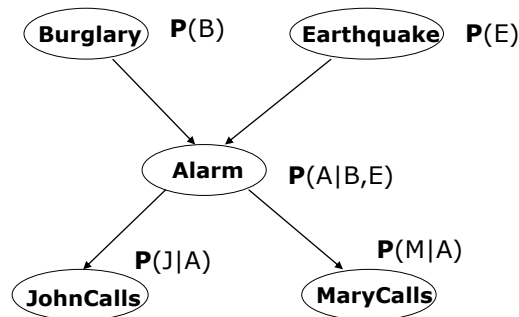 Burglary P(B)
Earthquake P(E)
Alarm
P(A|B,E)
P(J|A)
P(M|A)
JohnCalls
MaryCalls